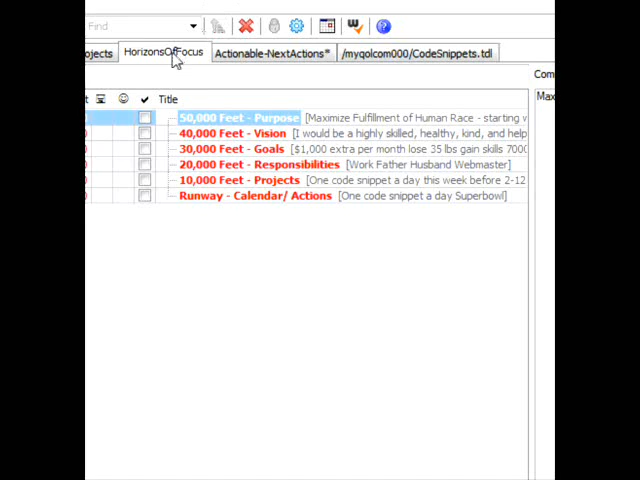 Find
ojects HorizonsOfFocus Actionable-NextActions* /myqolcom000/CodeSnippets.tdl
Com
t Title
Max
50,000 Feet - Purpose [Maximize Fulfillment of Human Race - starting w
40,000 Feet - Vision [I would be a highly skilled, healthy, kind, and help
30,000 Feet - Goals [$1,000 extra per month lose 35 lbs gain skills 7000
20,000 Feet - Responsibilities [Work Father Husband Webmaster]
10,000 Feet - Projects [One code snippet a day this week before 2-12
Runway - Calendar/ Actions [One code snippet a day Superbowl]